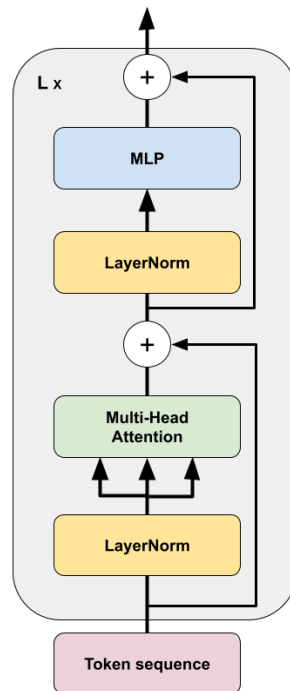 L x
+
MLP
LayerNorm
+
Multi-Head
Attention
LayerNorm
Token sequence